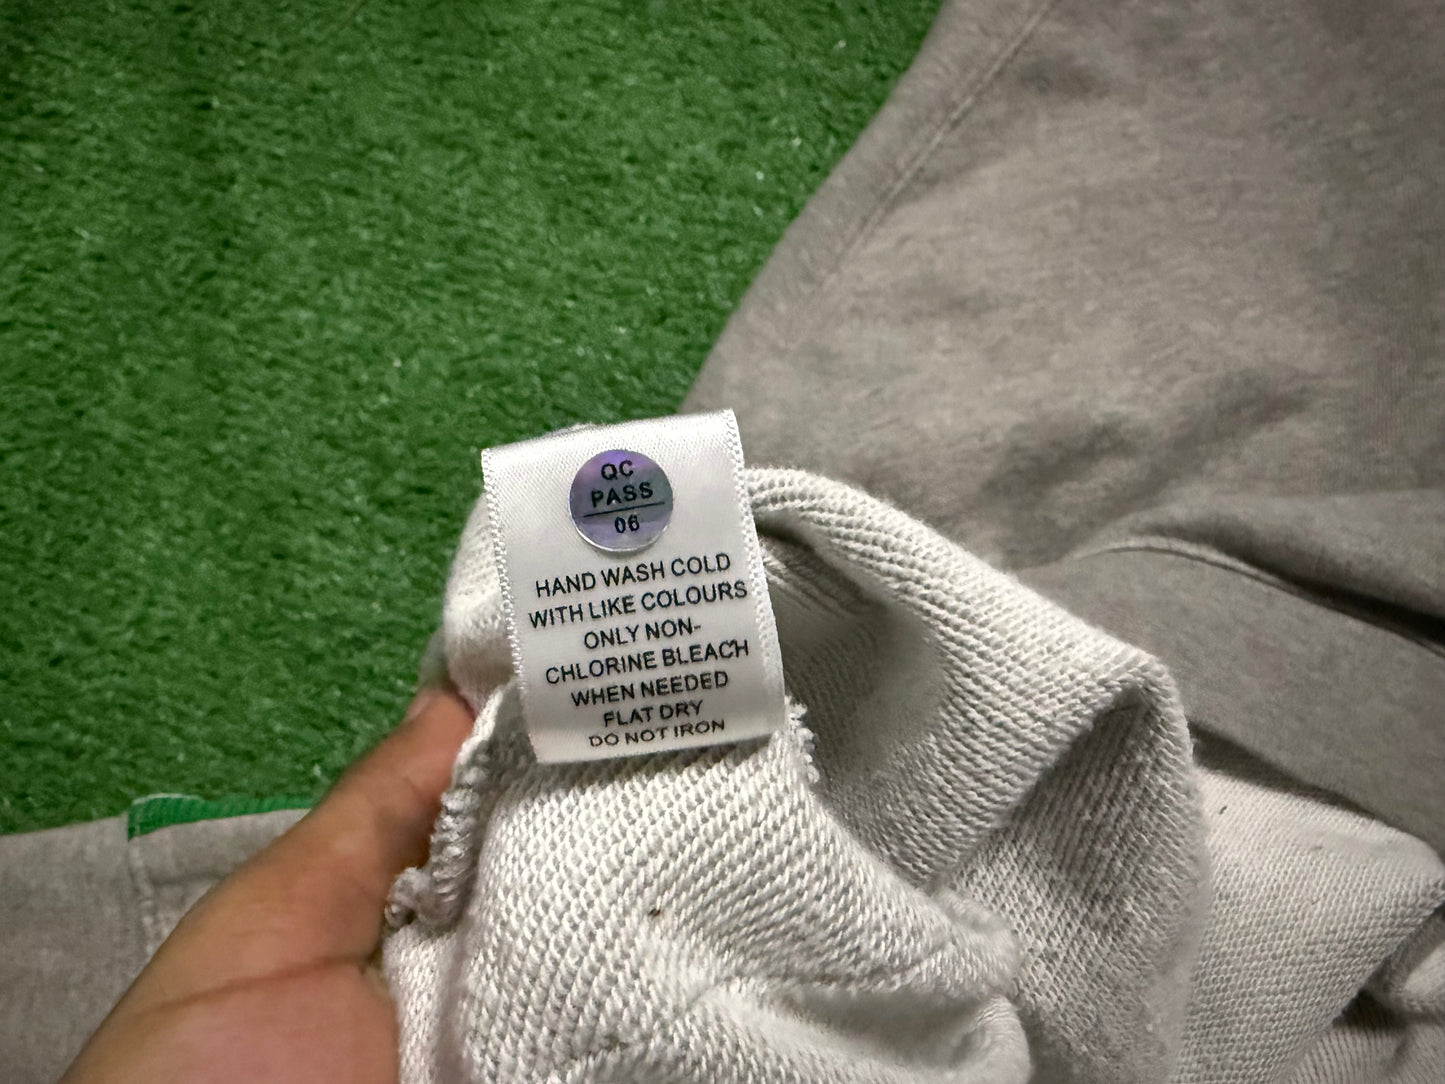 QC
PASS
06
HAND WASH COLD
WITH LIKE COLOURS
ONLY NON-
CHLORINE BLEACH
WHEN NEEDED
FLAT DRY
DO NOT IRON